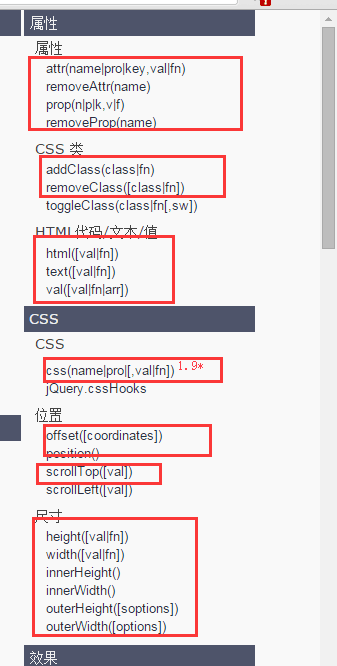 属性
属性
attr(name|pro|key,val|fn)
removeAttr(name)
prop(n|p|k,v|f)
removeProp(name)
CSS 类
addClass(class|fn)
removeClass([class|fn])
toggleClass(class|fn[,sw])
HTML代码/文本/值
html([val|fn])
text([val|fn])
val([val|fn|arr])
CSS
CSS
css(name|pro|[,val|fn]) 1.9*
jQuery.cssHooks
位置
offset([coordinates])
position()
scrollTop([val])
scrollLeft([val])
尺寸
height([val|fn])
width([val|fn])
innerHeight()
innerWidth()
outerHeight([soptions])
outerWidth([options])
效果